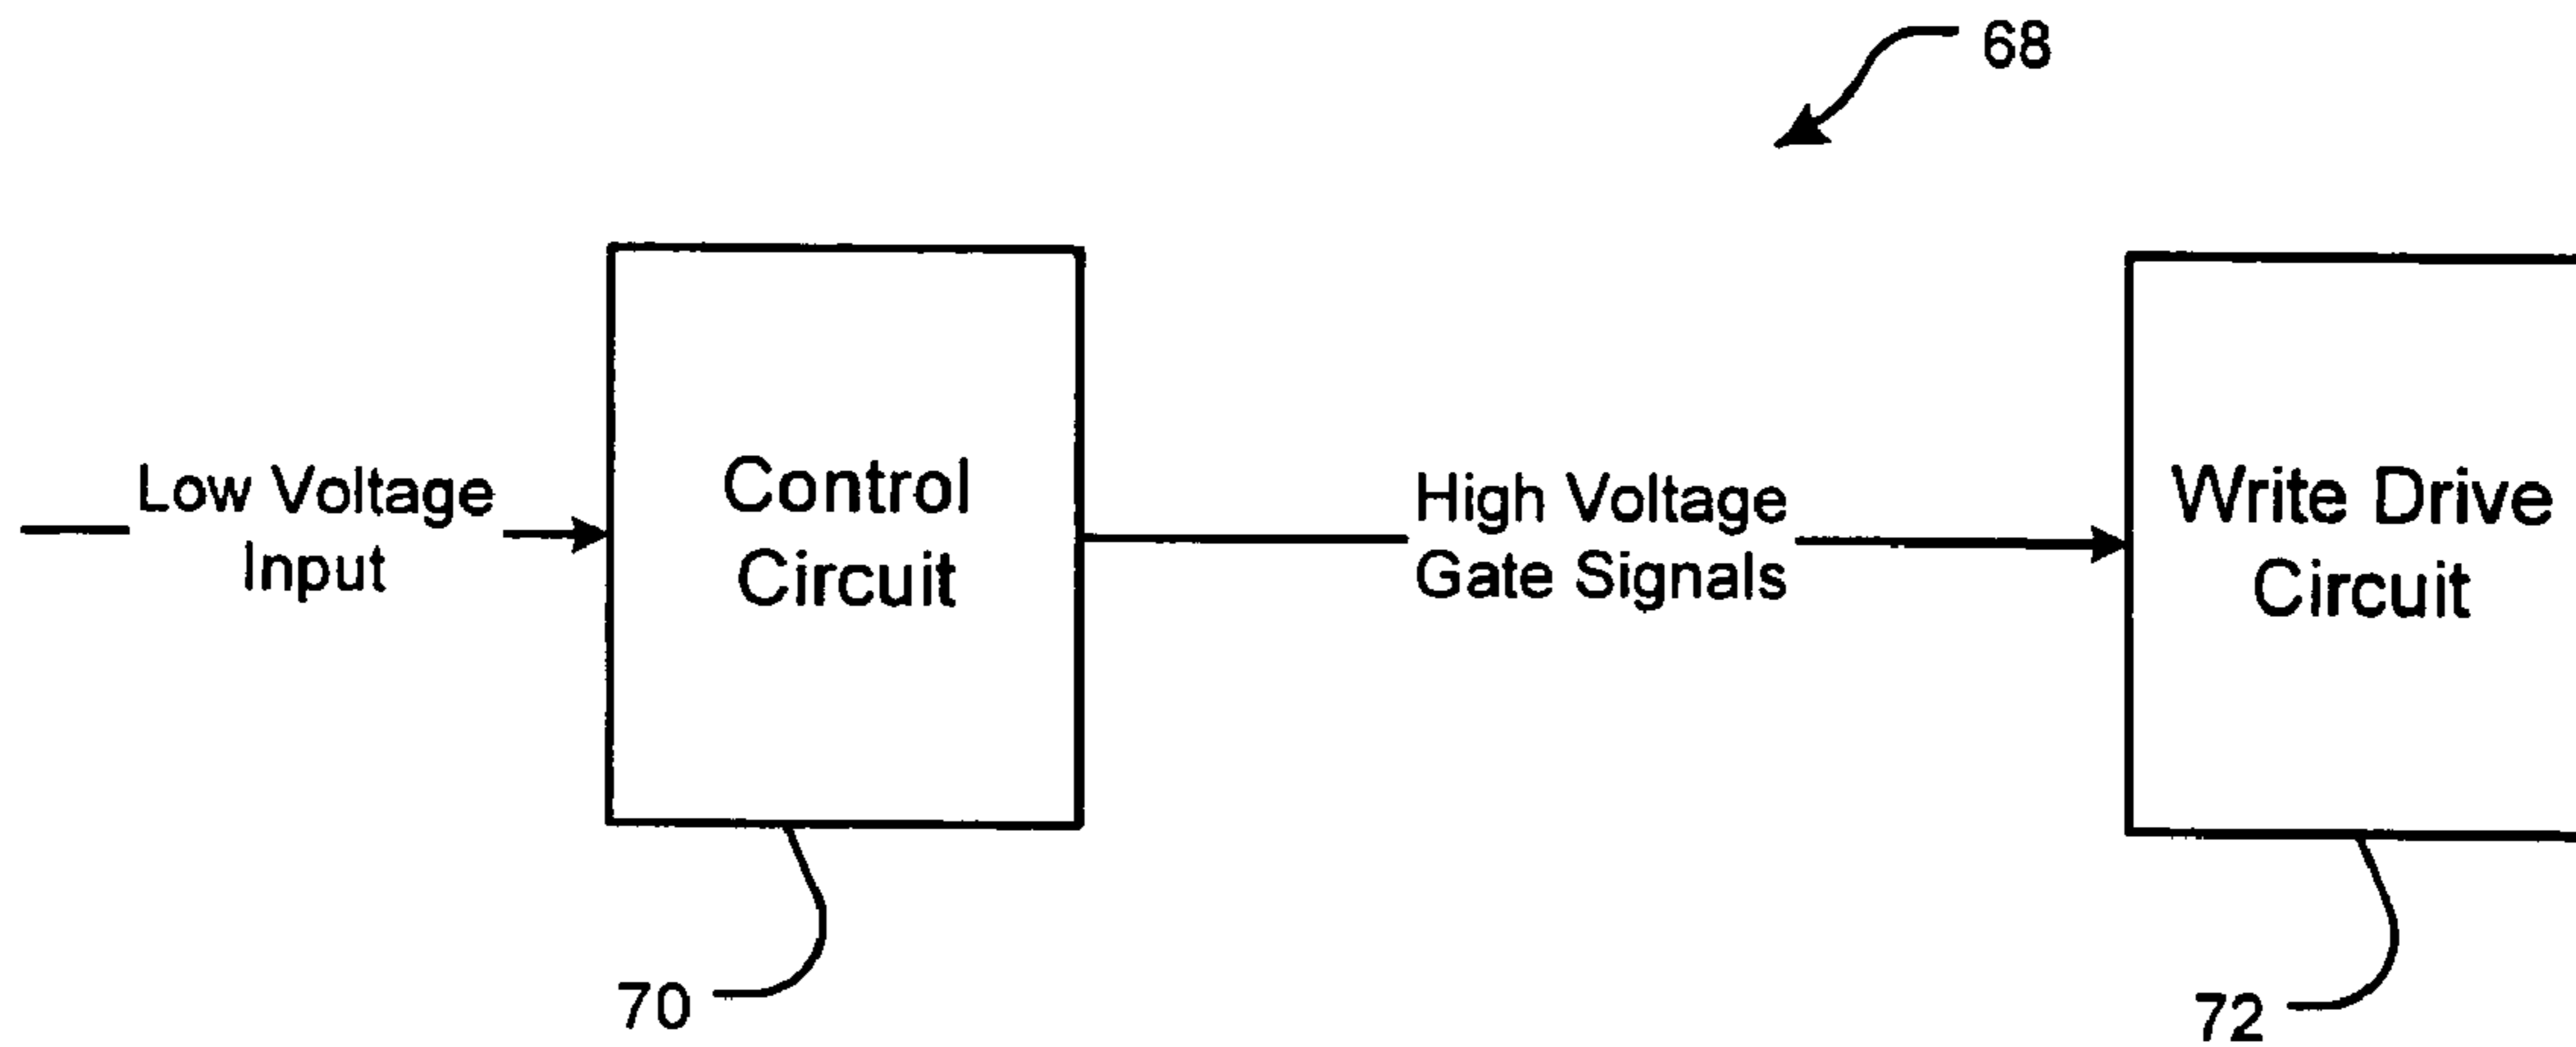 68
Low Voltage
Input
Control
Circuit
High Voltage
Gate Signals
Write Drive
Circuit
70
72